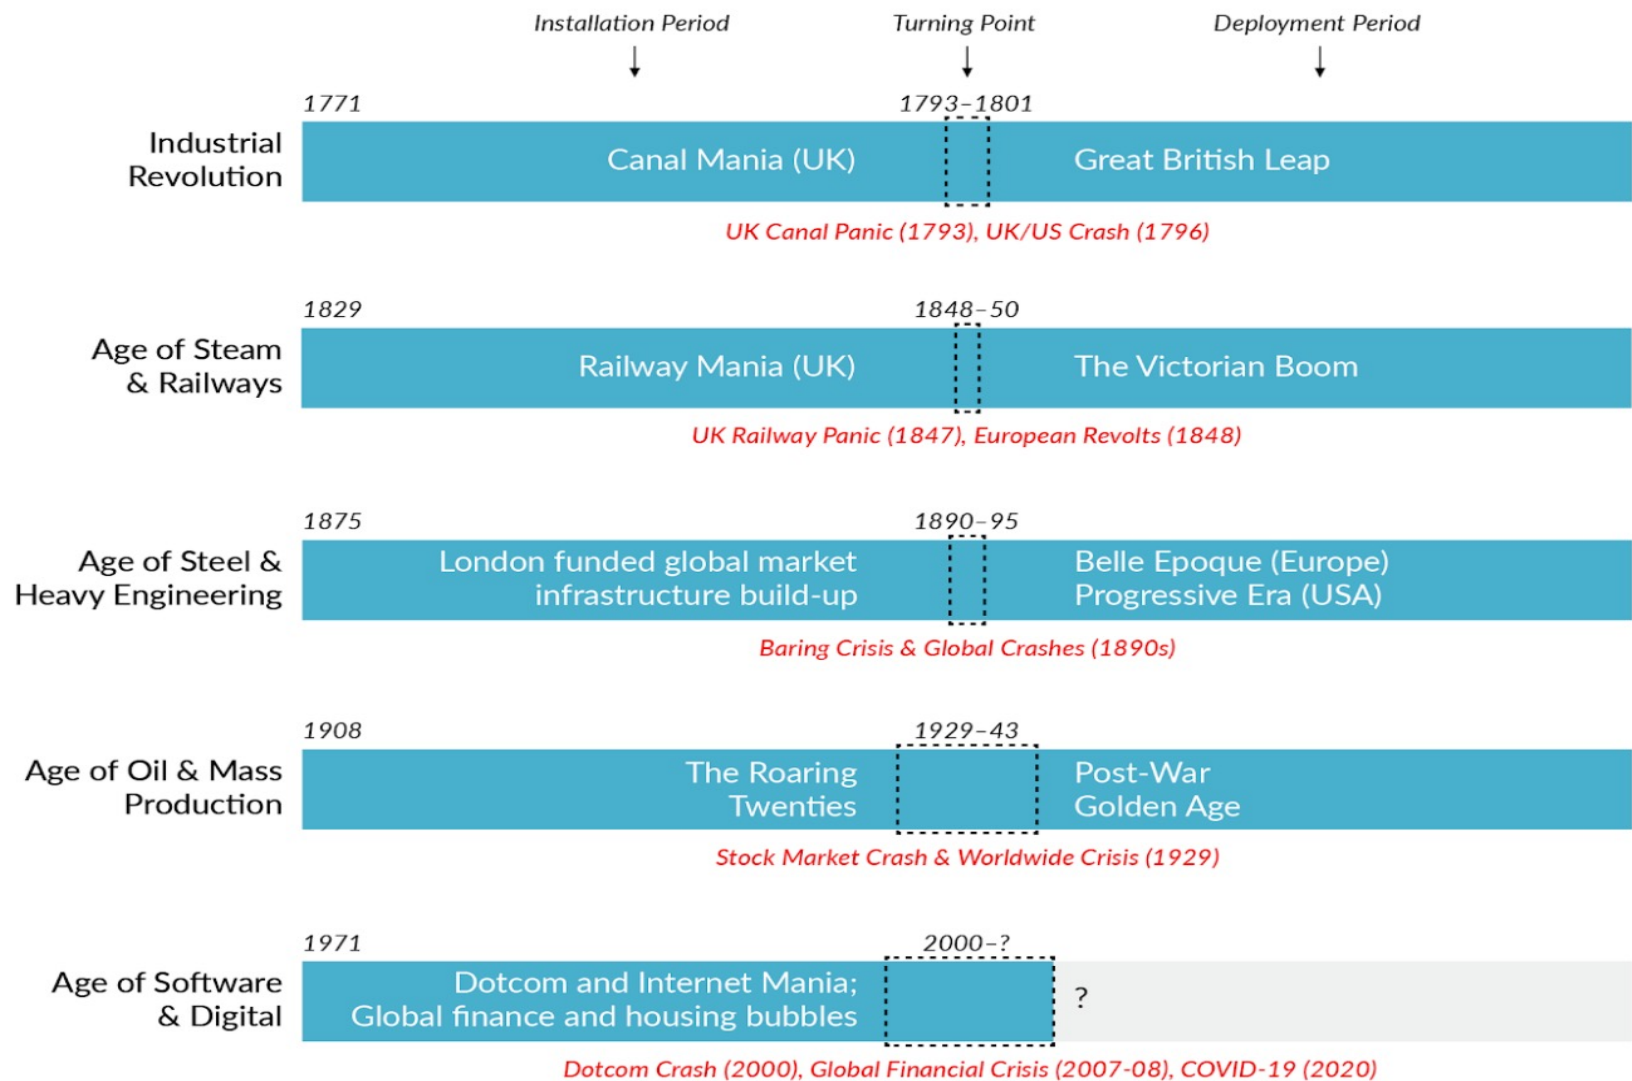 Installation Period
Turning Point
Deployment Period
1771
1793–1801
Industrial
Revolution
Canal Mania (UK)
Great British Leap
UK Canal Panic (1793), UK/US Crash (1796)
1829
1848–50
Age of Steam
& Railways
Railway Mania (UK)
The Victorian Boom
UK Railway Panic (1847), European Revolts (1848)
1875
1890–95
Age of Steel &
Heavy Engineering
London funded global market
infrastructure build-up
Belle Epoque (Europe)
Progressive Era (USA)
Baring Crisis & Global Crashes (1890s)
1908
1929–43
Age of Oil & Mass
Production
The Roaring
Twenties
Post-War
Golden Age
Stock Market Crash & Worldwide Crisis (1929)
1971
2000–?
Age of Software
& Digital
Dotcom and Internet Mania;
Global finance and housing bubbles
?
Dotcom Crash (2000), Global Financial Crisis (2007-08), COVID-19 (2020)